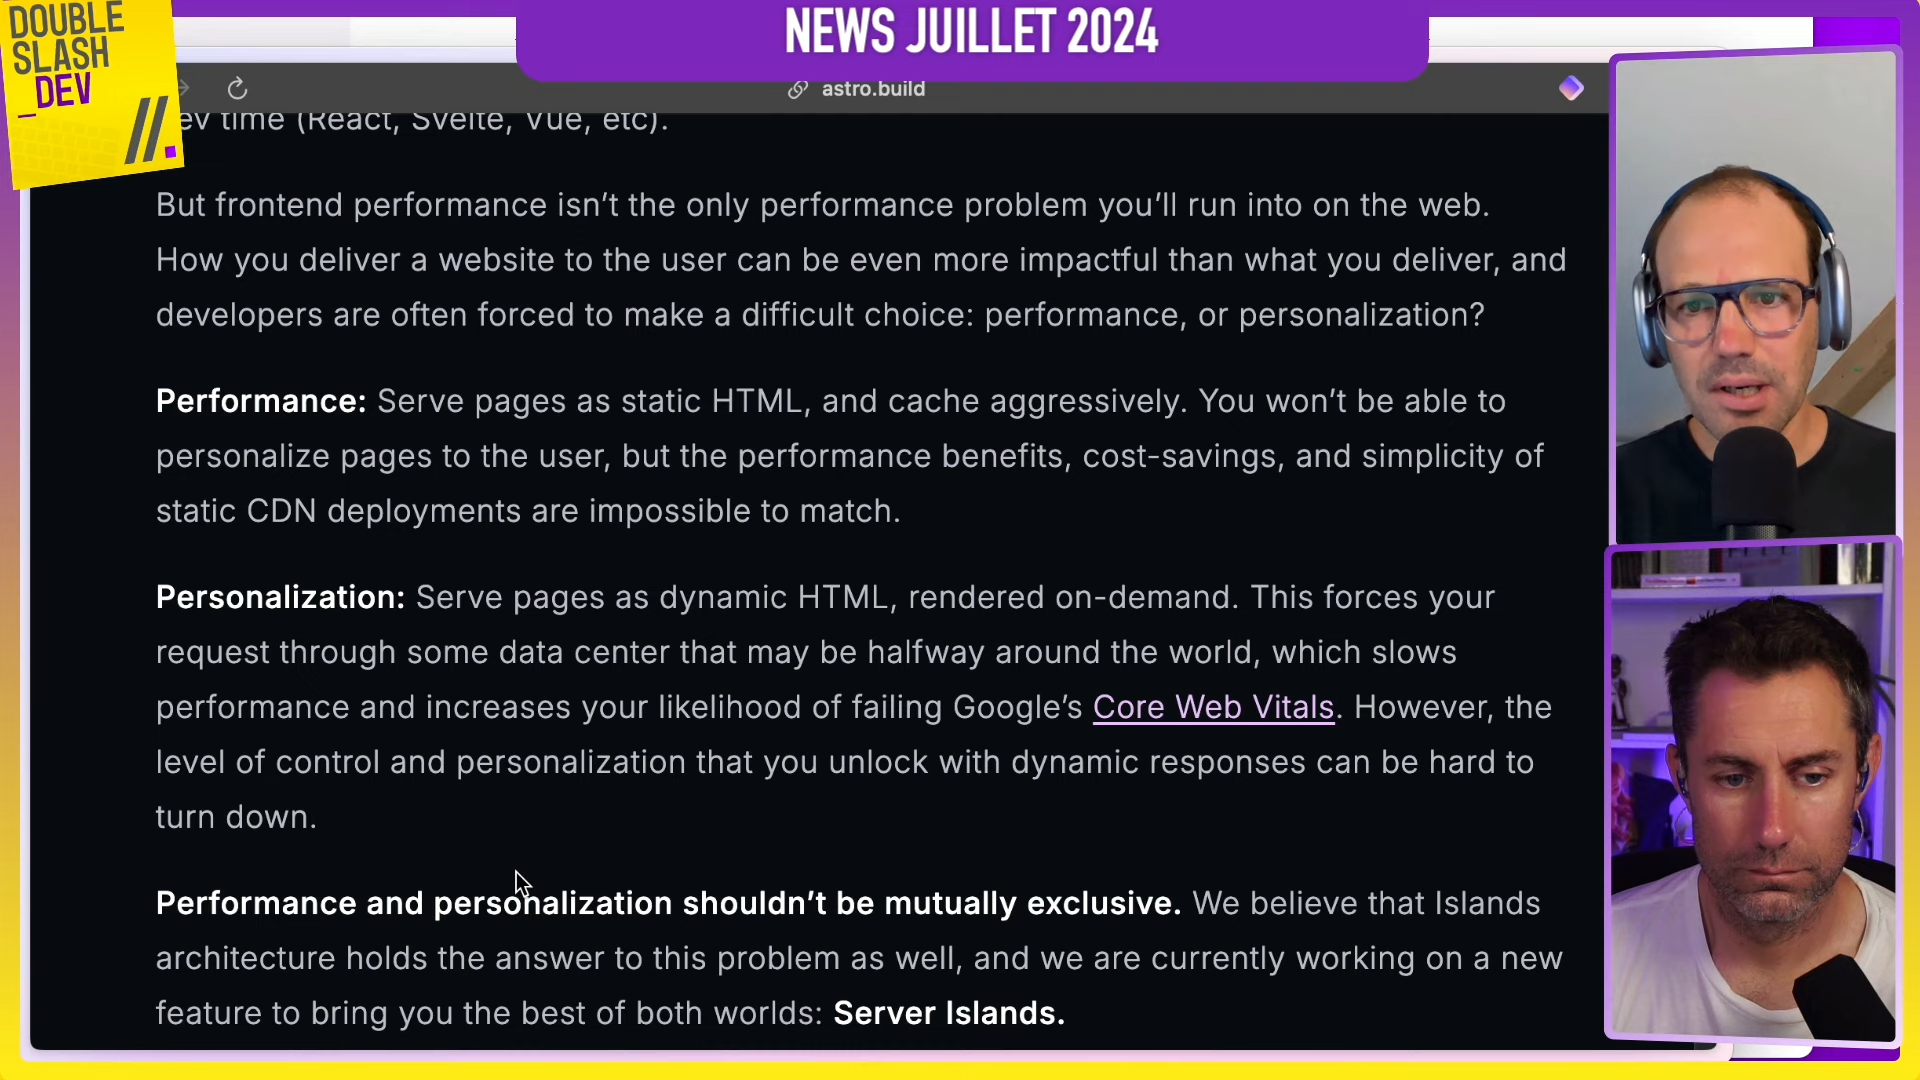 DOUBLE
SLASH
_DEV
//.
NEWS JUILLET 2024
astro.build
ev time (React, Svelte, Vue, etc).
But frontend performance isn’t the only performance problem you’ll run into on the web.
How you deliver a website to the user can be even more impactful than what you deliver, and
developers are often forced to make a difficult choice: performance, or personalization?
Performance: Serve pages as static HTML, and cache aggressively. You won’t be able to
personalize pages to the user, but the performance benefits, cost-savings, and simplicity of
static CDN deployments are impossible to match.
Personalization: Serve pages as dynamic HTML, rendered on-demand. This forces your
request through some data center that may be halfway around the world, which slows
performance and increases your likelihood of failing Google’s Core Web Vitals. However, the
level of control and personalization that you unlock with dynamic responses can be hard to
turn down.
Performance and personalization shouldn’t be mutually exclusive. We believe that Islands
architecture holds the answer to this problem as well, and we are currently working on a new
feature to bring you the best of both worlds: Server Islands.